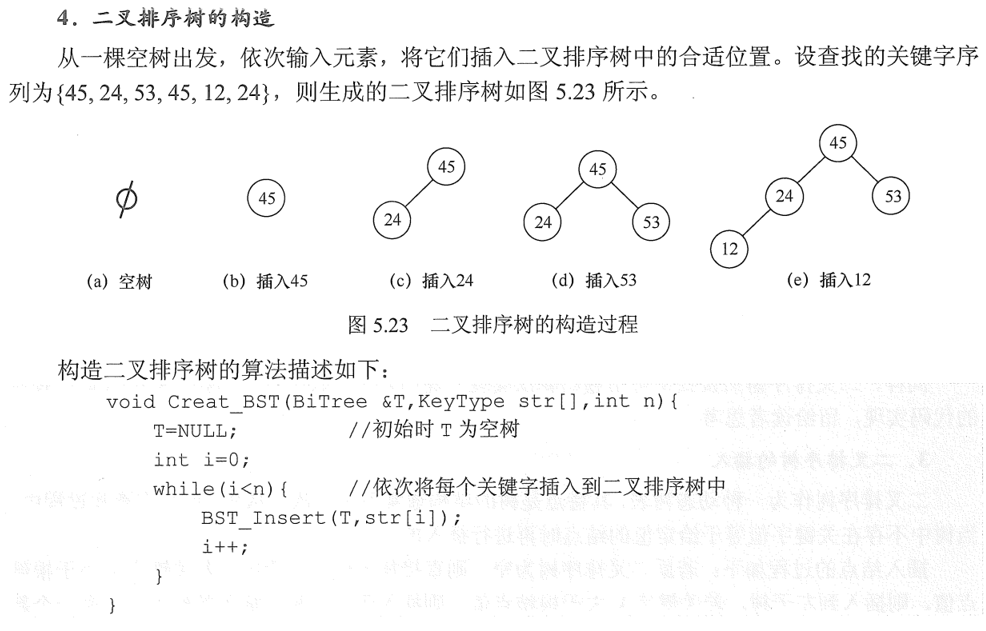 4．二叉排序树的构造
从一棵空树出发，依次输入元素，将它们插入二叉排序树中的合适位置。设查找的关键字序
列为{45, 24, 53, 45, 12, 24}，则生成的二叉排序树如图 5.23 所示。
45
45
24
45
24
53
45
24
53
12
(a) 空树
(b) 插入45
(c) 插入24
(d) 插入53
(e) 插入12
图 5.23 二叉排序树的构造过程
构造二叉排序树的算法描述如下：
void Creat_BST(BiTree &T,KeyType str[],int n){
T=NULL; //初始时 T 为空树
int i=0;
while(i<n){ //依次将每个关键字插入到二叉排序树中
BST_Insert(T,str[i]);
i++;
}
}